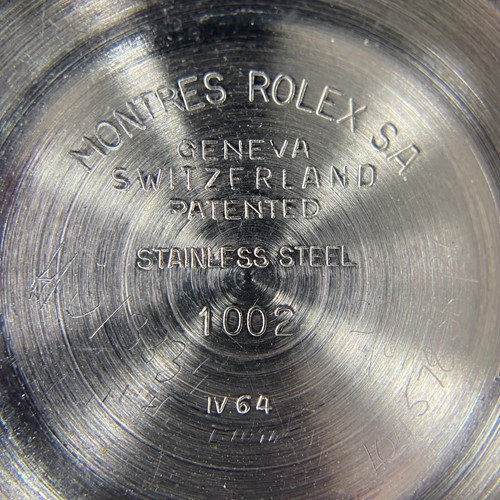 MONTRES ROLEX S.A.
GENEVA
SWITZERLAND
PATENTED
STAINLESS STEEL
1002
IV 64